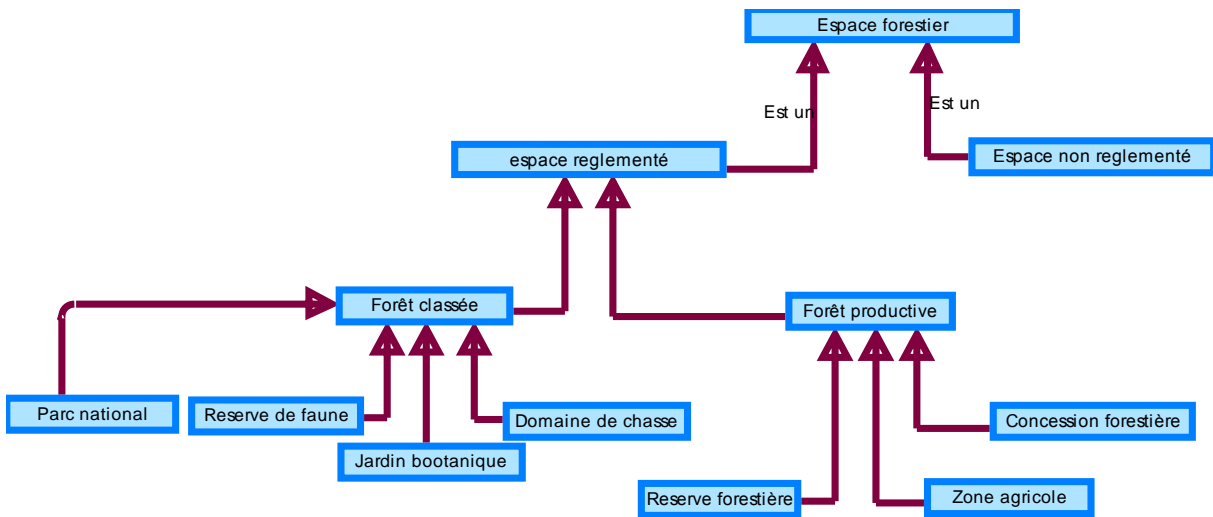 Espace forestier
Est un
Est un
espace reglementé
Espace non reglementé
Forêt classée
Forêt productive
Parc national
Reserve de faune
Domaine de chasse
Concession forestière
Jardin bootanique
Reserve forestière
Zone agricole